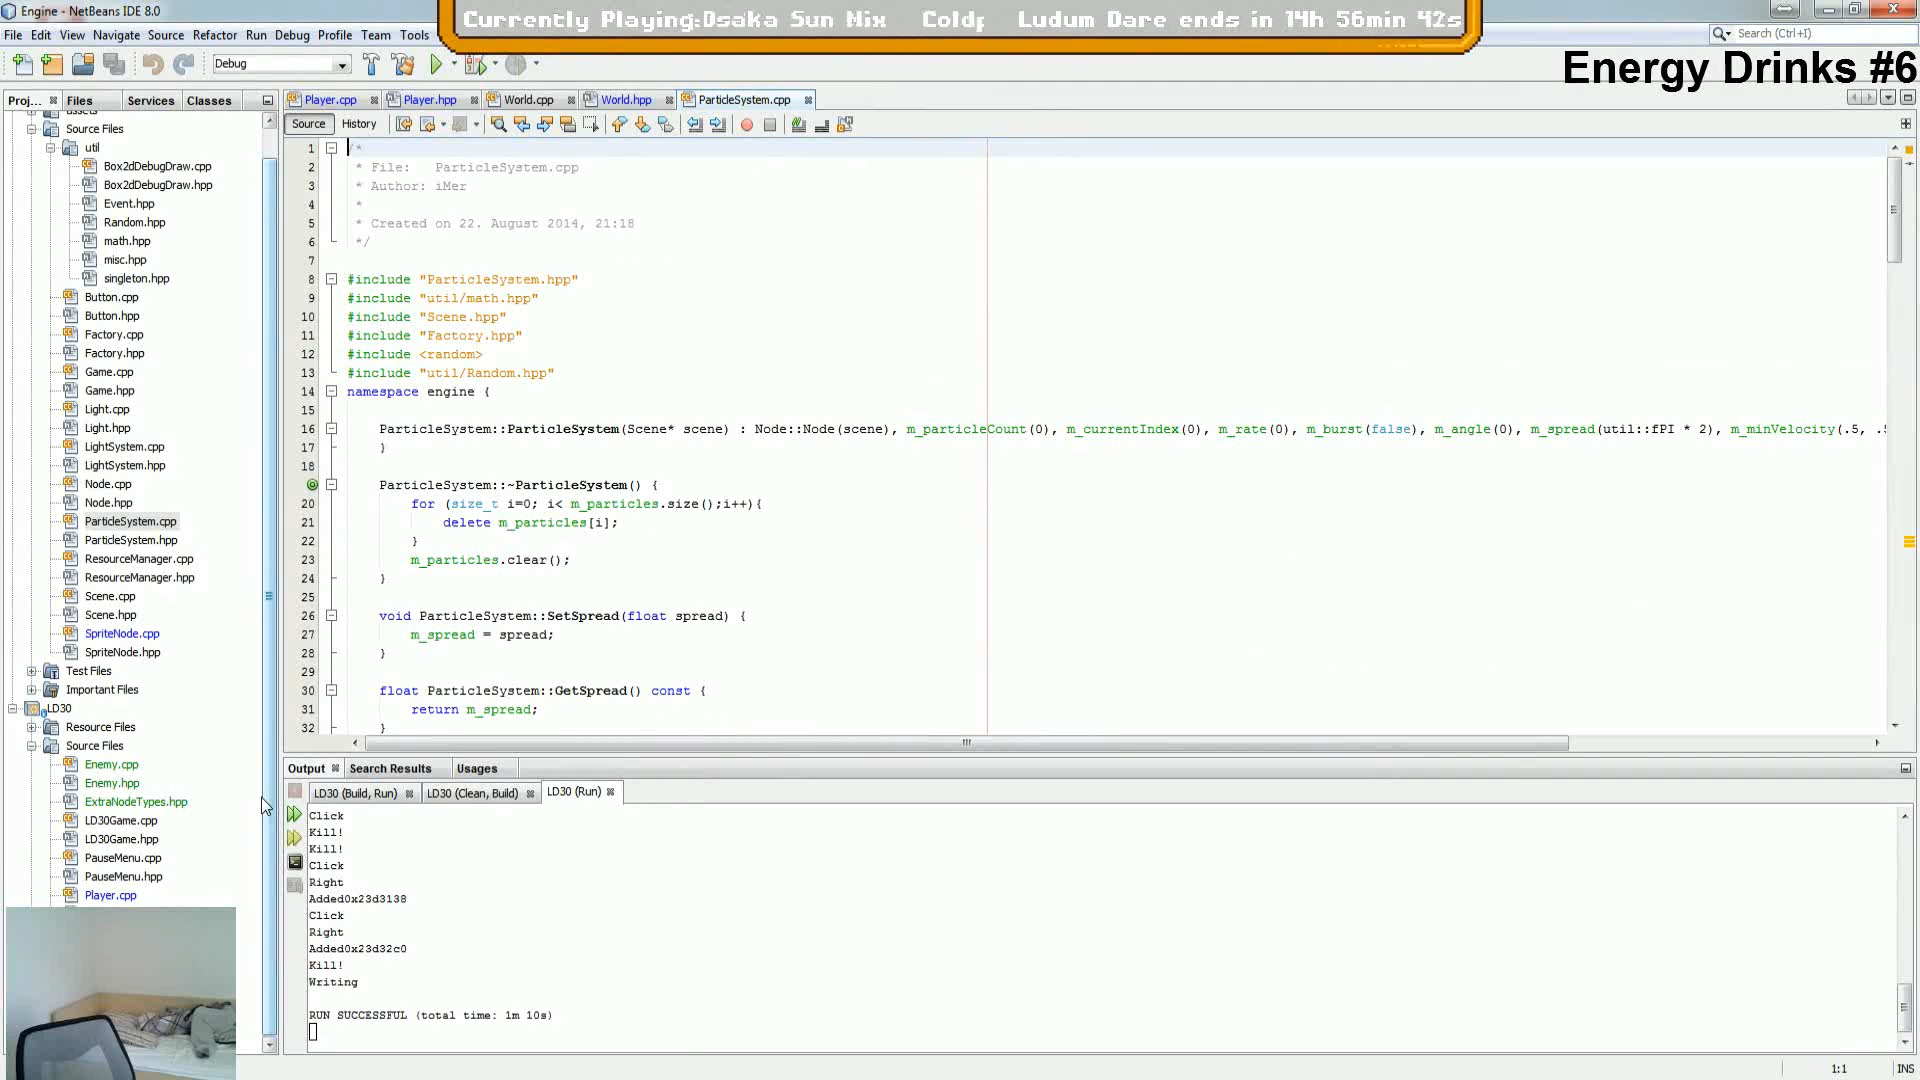 Engine - NetBeans IDE 8.0
Currently Playing:Osaka Sun Mix Coldp Ludum Dare ends in 14h 56min 42s
File Edit View Navigate Source Refactor Run Debug Profile Team Tools
Search (Ctrl+I)
Debug
Energy Drinks #6
Proj... Files Services Classes
Player.cpp Player.hpp World.cpp World.hpp ParticleSystem.cpp
Source History
Source Files
util
Box2dDebugDraw.cpp
Box2dDebugDraw.hpp
Event.hpp
Random.hpp
math.hpp
misc.hpp
singleton.hpp
Button.cpp
Button.hpp
Factory.cpp
Factory.hpp
Game.cpp
Game.hpp
Light.cpp
Light.hpp
LightSystem.cpp
LightSystem.hpp
Node.cpp
Node.hpp
ParticleSystem.cpp
ParticleSystem.hpp
ResourceManager.cpp
ResourceManager.hpp
Scene.cpp
Scene.hpp
SpriteNode.cpp
SpriteNode.hpp
Test Files
Important Files
LD30
Resource Files
Source Files
Enemy.cpp
Enemy.hpp
ExtraNodeTypes.hpp
LD30Game.cpp
LD30Game.hpp
PauseMenu.cpp
PauseMenu.hpp
Player.cpp
1 /*
2 * File: ParticleSystem.cpp
3 * Author: iMer
4 *
5 * Created on 22. August 2014, 21:18
6 */
7
8 #include "ParticleSystem.hpp"
9 #include "util/math.hpp"
10 #include "Scene.hpp"
11 #include "Factory.hpp"
12 #include <random>
13 #include "util/Random.hpp"
14 namespace engine {
15
16 ParticleSystem::ParticleSystem(Scene* scene) : Node::Node(scene), m_particleCount(0), m_currentIndex(0), m_rate(0), m_burst(false), m_angle(0), m_spread(util::fPI * 2), m_minVelocity(.5, .5
17 }
18
ParticleSystem::~ParticleSystem() {
20 for (size_t i=0; i< m_particles.size();i++){
21 delete m_particles[i];
22 }
23 m_particles.clear();
24 }
25
26 void ParticleSystem::SetSpread(float spread) {
27 m_spread = spread;
28 }
29
30 float ParticleSystem::GetSpread() const {
31 return m_spread;
32 }
Output Search Results Usages
LD30 (Build, Run) LD30 (Clean, Build) LD30 (Run)
Click
Kill!
Kill!
Click
Right
Added0x23d3138
Click
Right
Added0x23d32c0
Kill!
Writing
RUN SUCCESSFUL (total time: 1m 10s)
1:1 INS